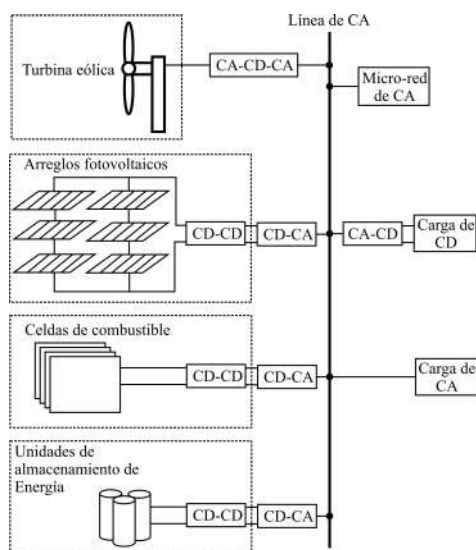 Línea de CA
Turbina eólica
CA-CD-CA
Micro-red
de CA
Arreglos fotovoltaicos
CD-CD
CD-CA
CA-CD
Carga de
CD
Celdas de combustible
CD-CD
CD-CA
Carga de
CA
Unidades de
almacenamiento de
Energía
CD-CD
CD-CA